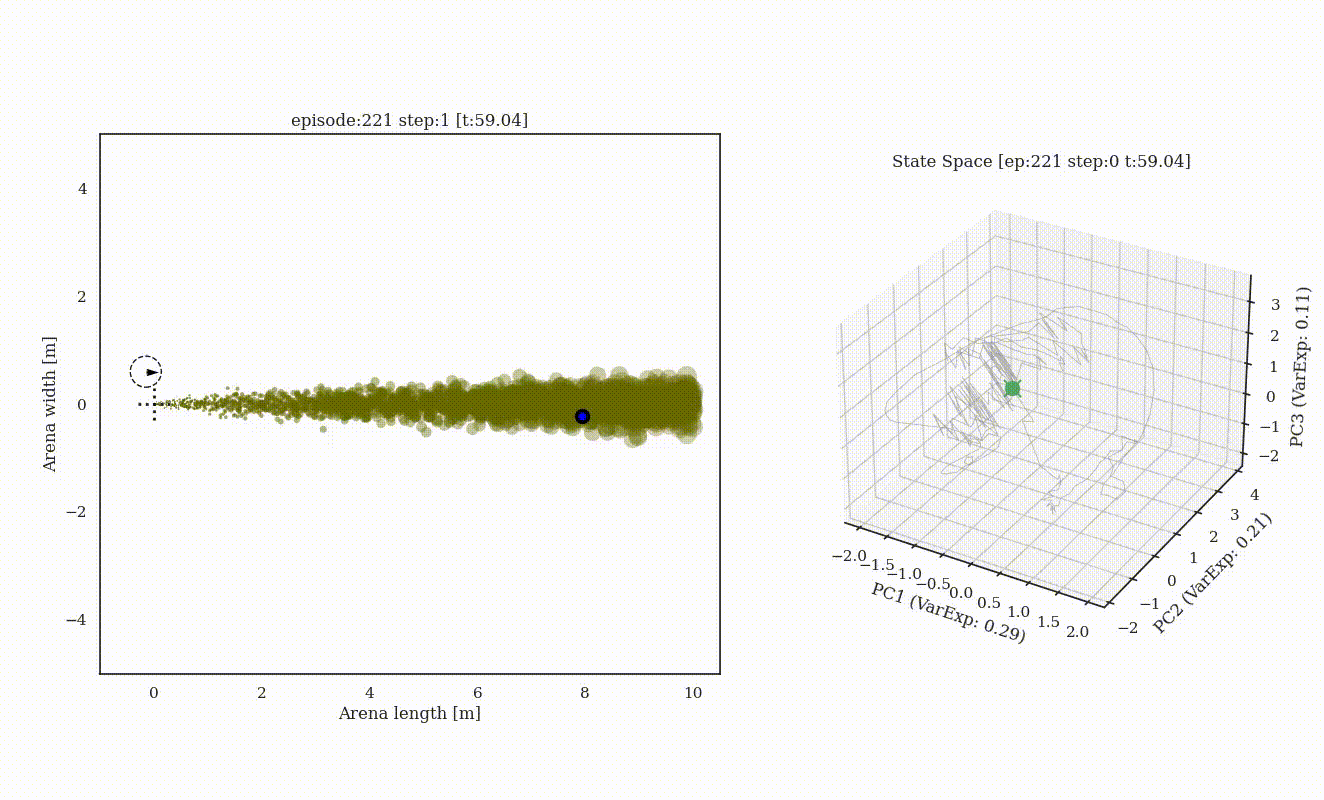 episode:221 step:1 [t:59.04]
4
2
0
−2
−4
Arena width [m]
0 2 4 6 8 10
Arena length [m]
State Space [ep:221 step:0 t:59.04]
3
2
1
0
−1
−2
PC3 (VarExp: 0.11)
4
3
2
1
0
−1
−2
PC2 (VarExp: 0.21)
−2.0 −1.5 −1.0 −0.5 0.0 0.5 1.0 1.5 2.0
PC1 (VarExp: 0.29)